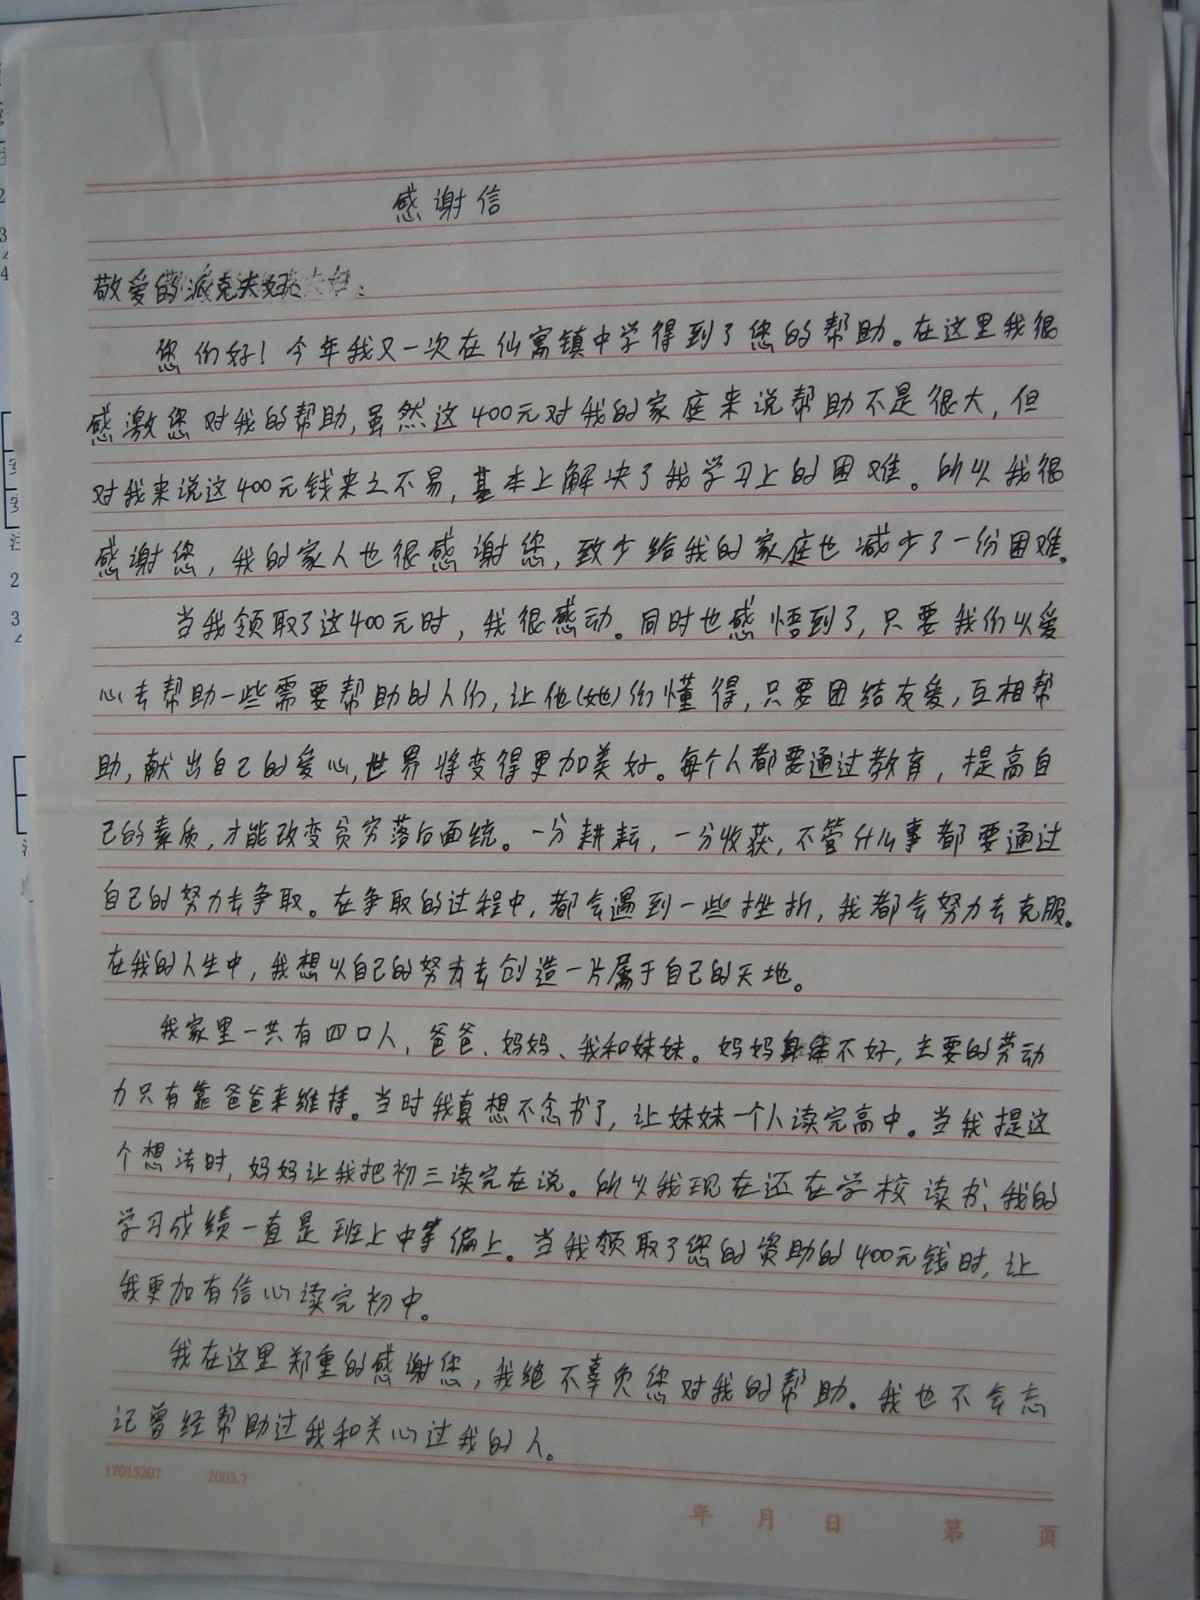 感谢信
敬爱的派克夫妇:
您们好!今年我又一次在仙寓镇中学得到了您的帮助。在这里我很
感激您对我的帮助,虽然这400元对我的家庭来说帮助不是很大,但
对我来说这400元钱来之不易,基本上解决了我学习上的困难。所以我很
感谢您,我的家人也很感谢您,致少给我的家庭也减少了一份困难。
当我领取了这400元时,我很感动。同时也感悟到了,只要我们以爱
心去帮助一些需要帮助的人们,让他(她)们懂得,只要团结友爱,互相帮
助,献出自己的爱心,世界将变得更加美好。每个人都要通过教育,提高自
己的素质,才能改变贫穷落后面统。一分耕耘,一分收获,不管什么事都要通过
自己的努力去争取。在争取的过程中,都会遇到一些挫折,我都会努力去克服。
在我的人生中,我想以自己的努力去创造一片属于自己的天地。
我家里一共有四口人,爸爸、妈妈、我和妹妹。妈妈身体不好,主要的劳动
力只有靠爸爸来维持。当时我真想不念书了,让妹妹一个人读完高中。当我提这
个想法时,妈妈让我把初三读完在说。所以我现在还在学校读书、我的
学习成绩一直是班上中等偏上。当我领取了您的资助的400元钱时,让
我更加有信心读完初中。
我在这里郑重的感谢您,我绝不辜负您对我的帮助。我也不会忘
记曾经帮助过我和关心过我的人。
17015207 2005.7
年 月 日 第 页